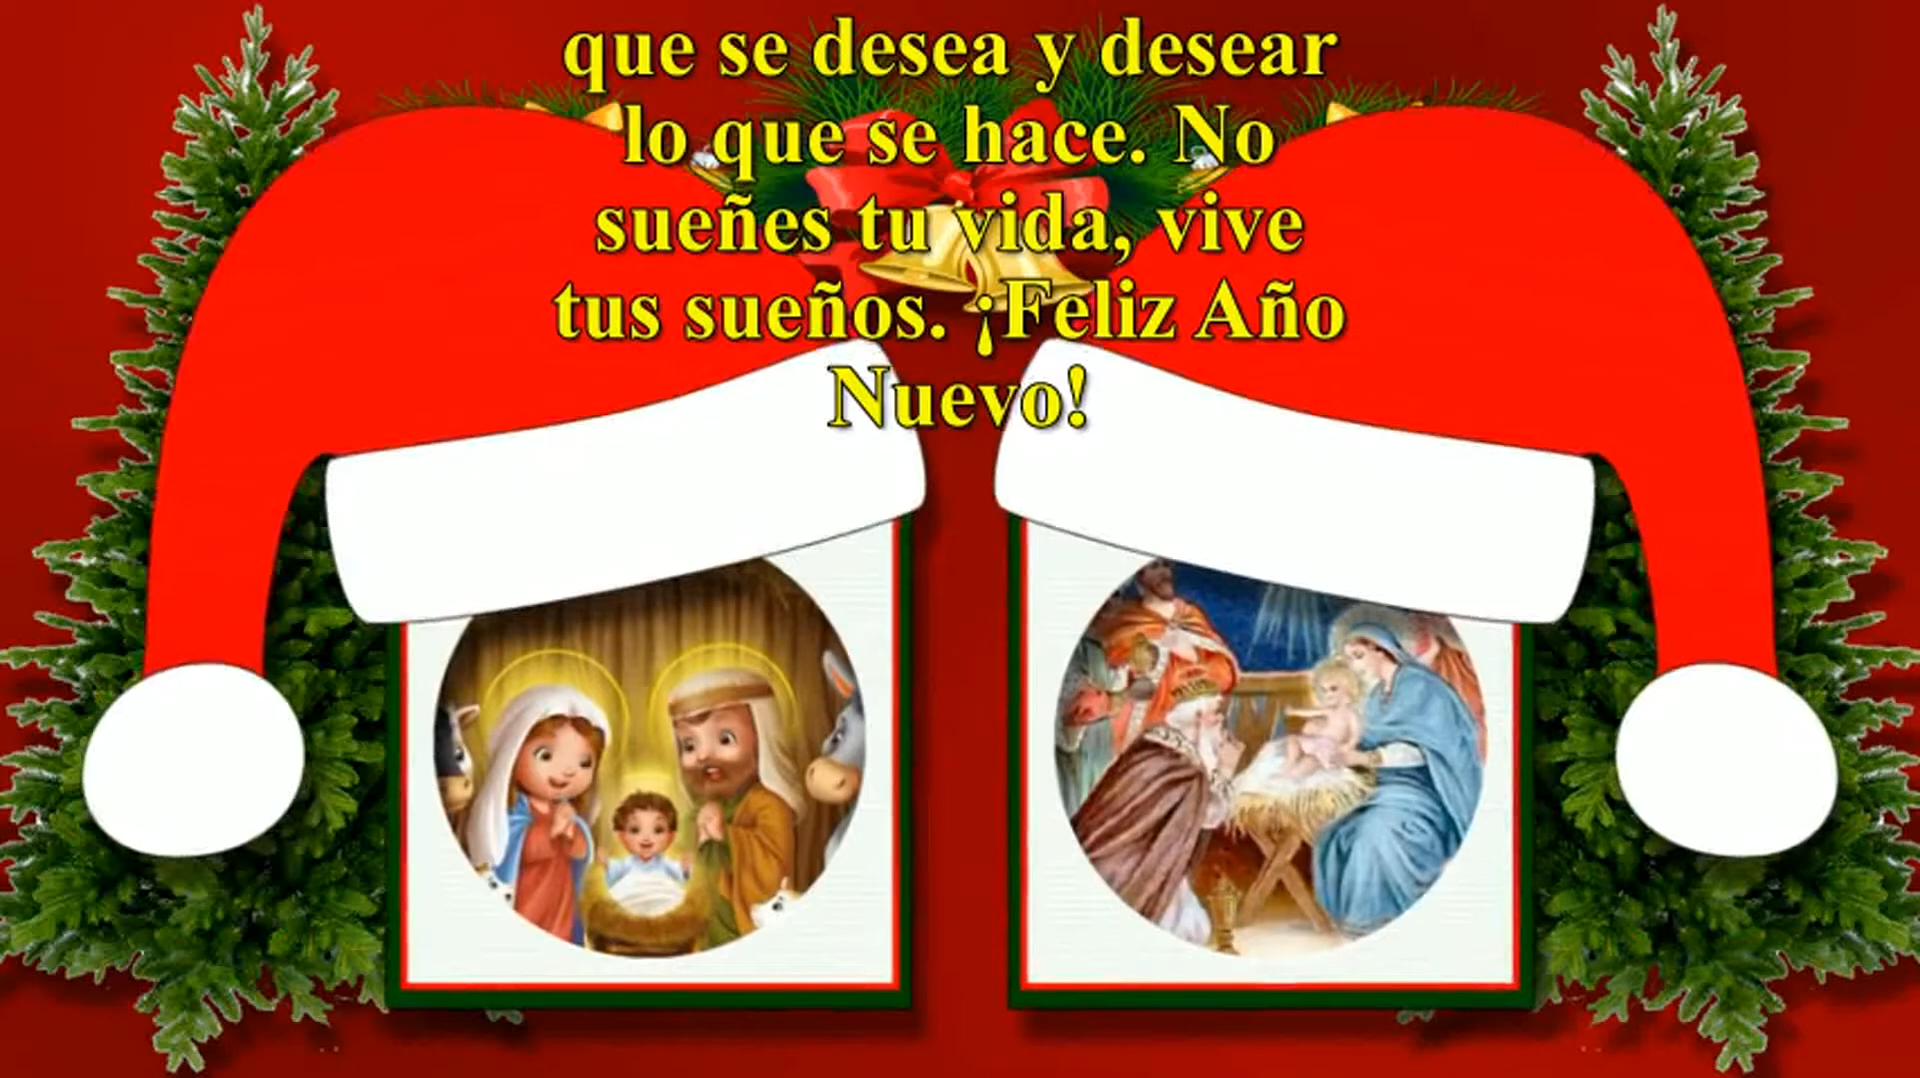 que se desea y desear
lo que se hace. No
sueñes tu vida, vive
tus sueños. ¡Feliz Año
Nuevo!